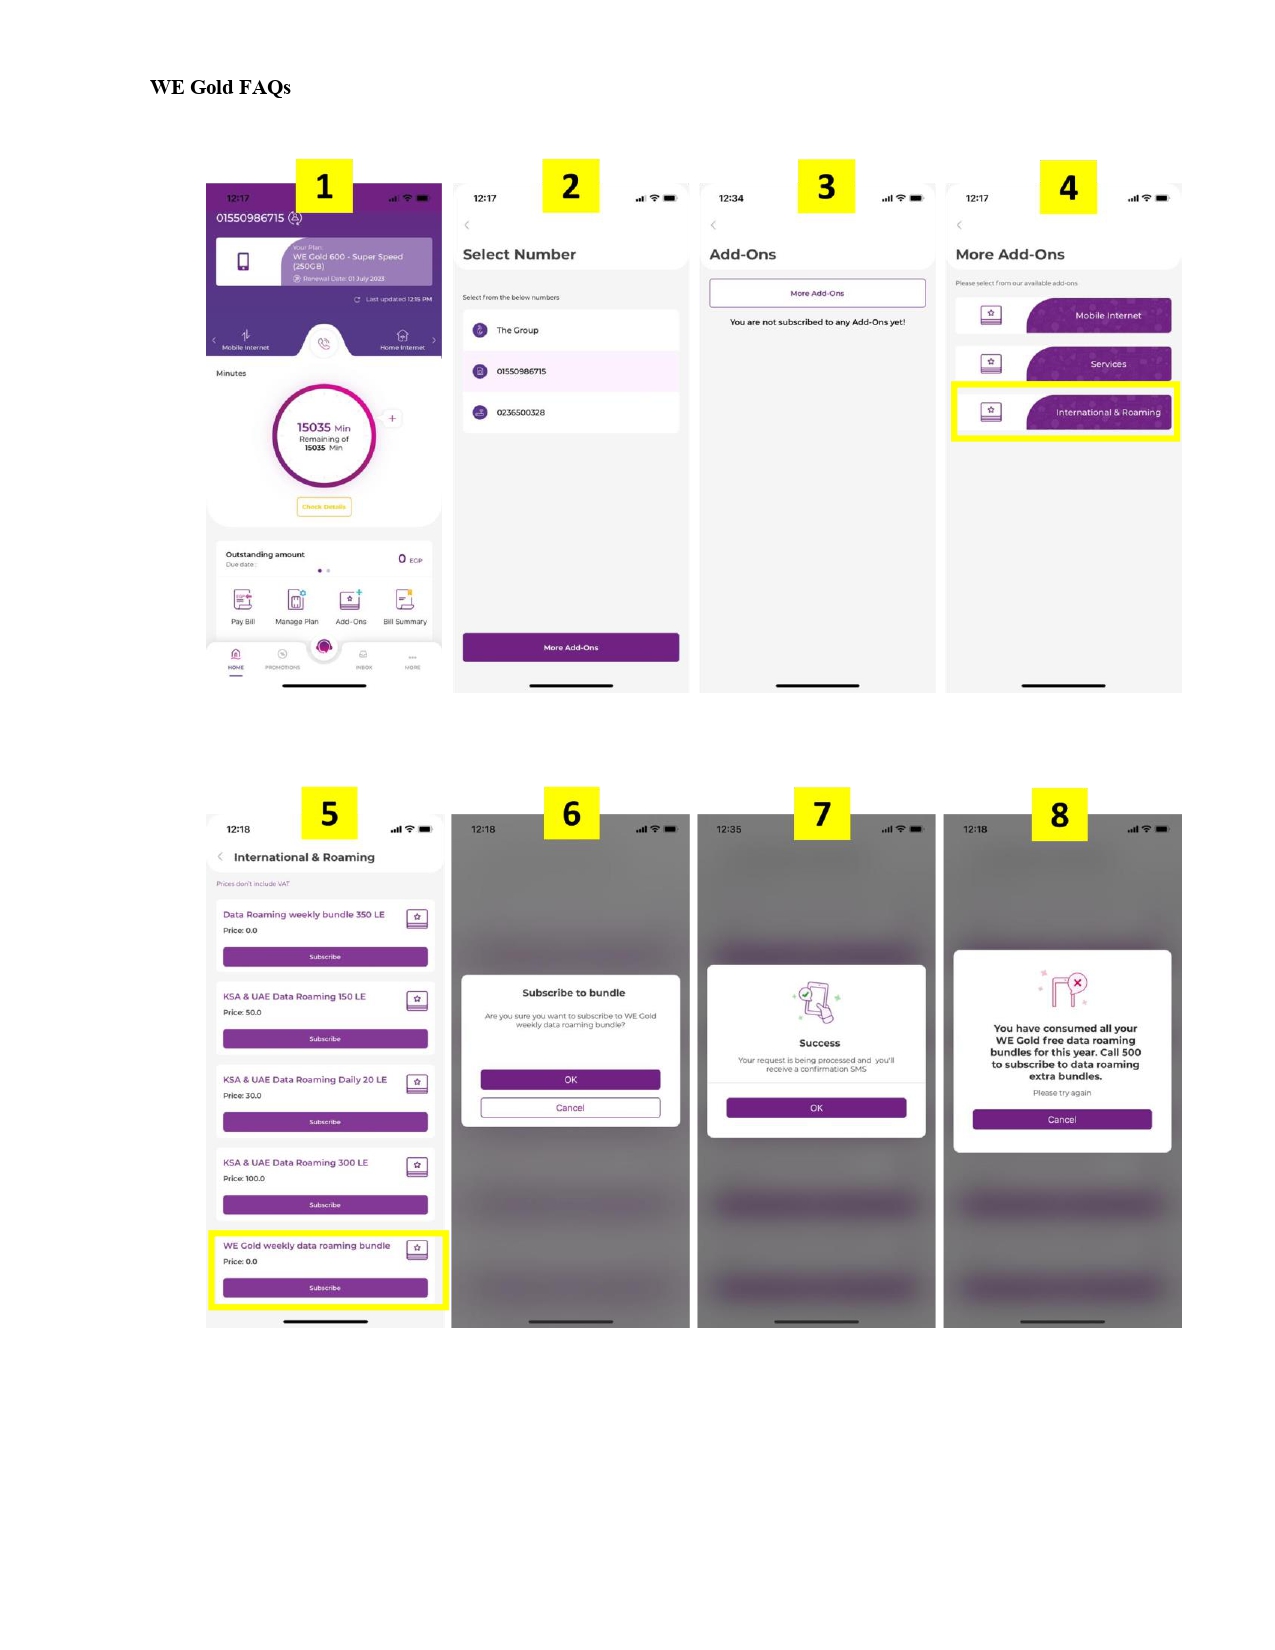 WE Gold FAQs
1
12:17
01550986715
Your Plan
WE Gold 600 - Super Speed
(250GB)
Renewal Date: 01 July 2023
Last updated 12:15 PM
Mobile Internet
Home Internet
Minutes
15035 Min
Remaining of
15035 Min
+
Check Details
Outstanding amount
Due date :
0 EGP
Pay Bill
Manage Plan
Add-Ons
Bill Summary
HOME
PROMOTIONS
INBOX
MORE
2
12:17
Select Number
Select from the below numbers
The Group
01550986715
0236500328
More Add-Ons
3
12:34
Add-Ons
More Add-Ons
You are not subscribed to any Add-Ons yet!
4
12:17
More Add-Ons
Please select from our available add-ons
Mobile Internet
Services
International & Roaming
5
12:18
International & Roaming
Prices don't include VAT
Data Roaming weekly bundle 350 LE
Price: 0.0
Subscribe
KSA & UAE Data Roaming 150 LE
Price: 50.0
Subscribe
KSA & UAE Data Roaming Daily 20 LE
Price: 30.0
Subscribe
KSA & UAE Data Roaming 300 LE
Price: 100.0
Subscribe
WE Gold weekly data roaming bundle
Price: 0.0
Subscribe
6
12:18
Subscribe to bundle
Are you sure you want to subscribe to WE Gold
weekly data roaming bundle?
OK
Cancel
7
12:35
Success
Your request is being processed and you'll
receive a confirmation SMS
OK
8
12:18
You have consumed all your
WE Gold free data roaming
bundles for this year. Call 500
to subscribe to data roaming
extra bundles.
Please try again
Cancel